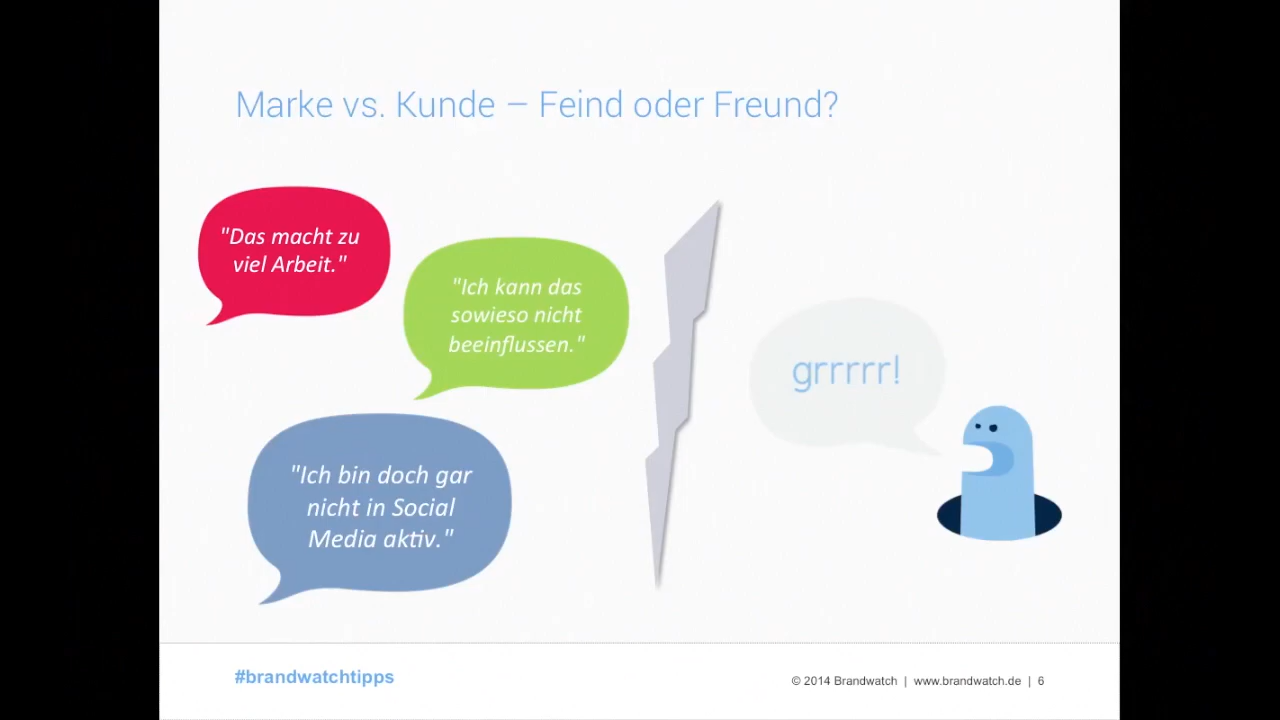 Marke vs. Kunde – Feind oder Freund?
"Das macht zu
viel Arbeit."
"Ich kann das
sowieso nicht
beeinflussen."
"Ich bin doch gar
nicht in Social
Media aktiv."
grrrrr!
#brandwatchtipps
© 2014 Brandwatch | www.brandwatch.de | 6